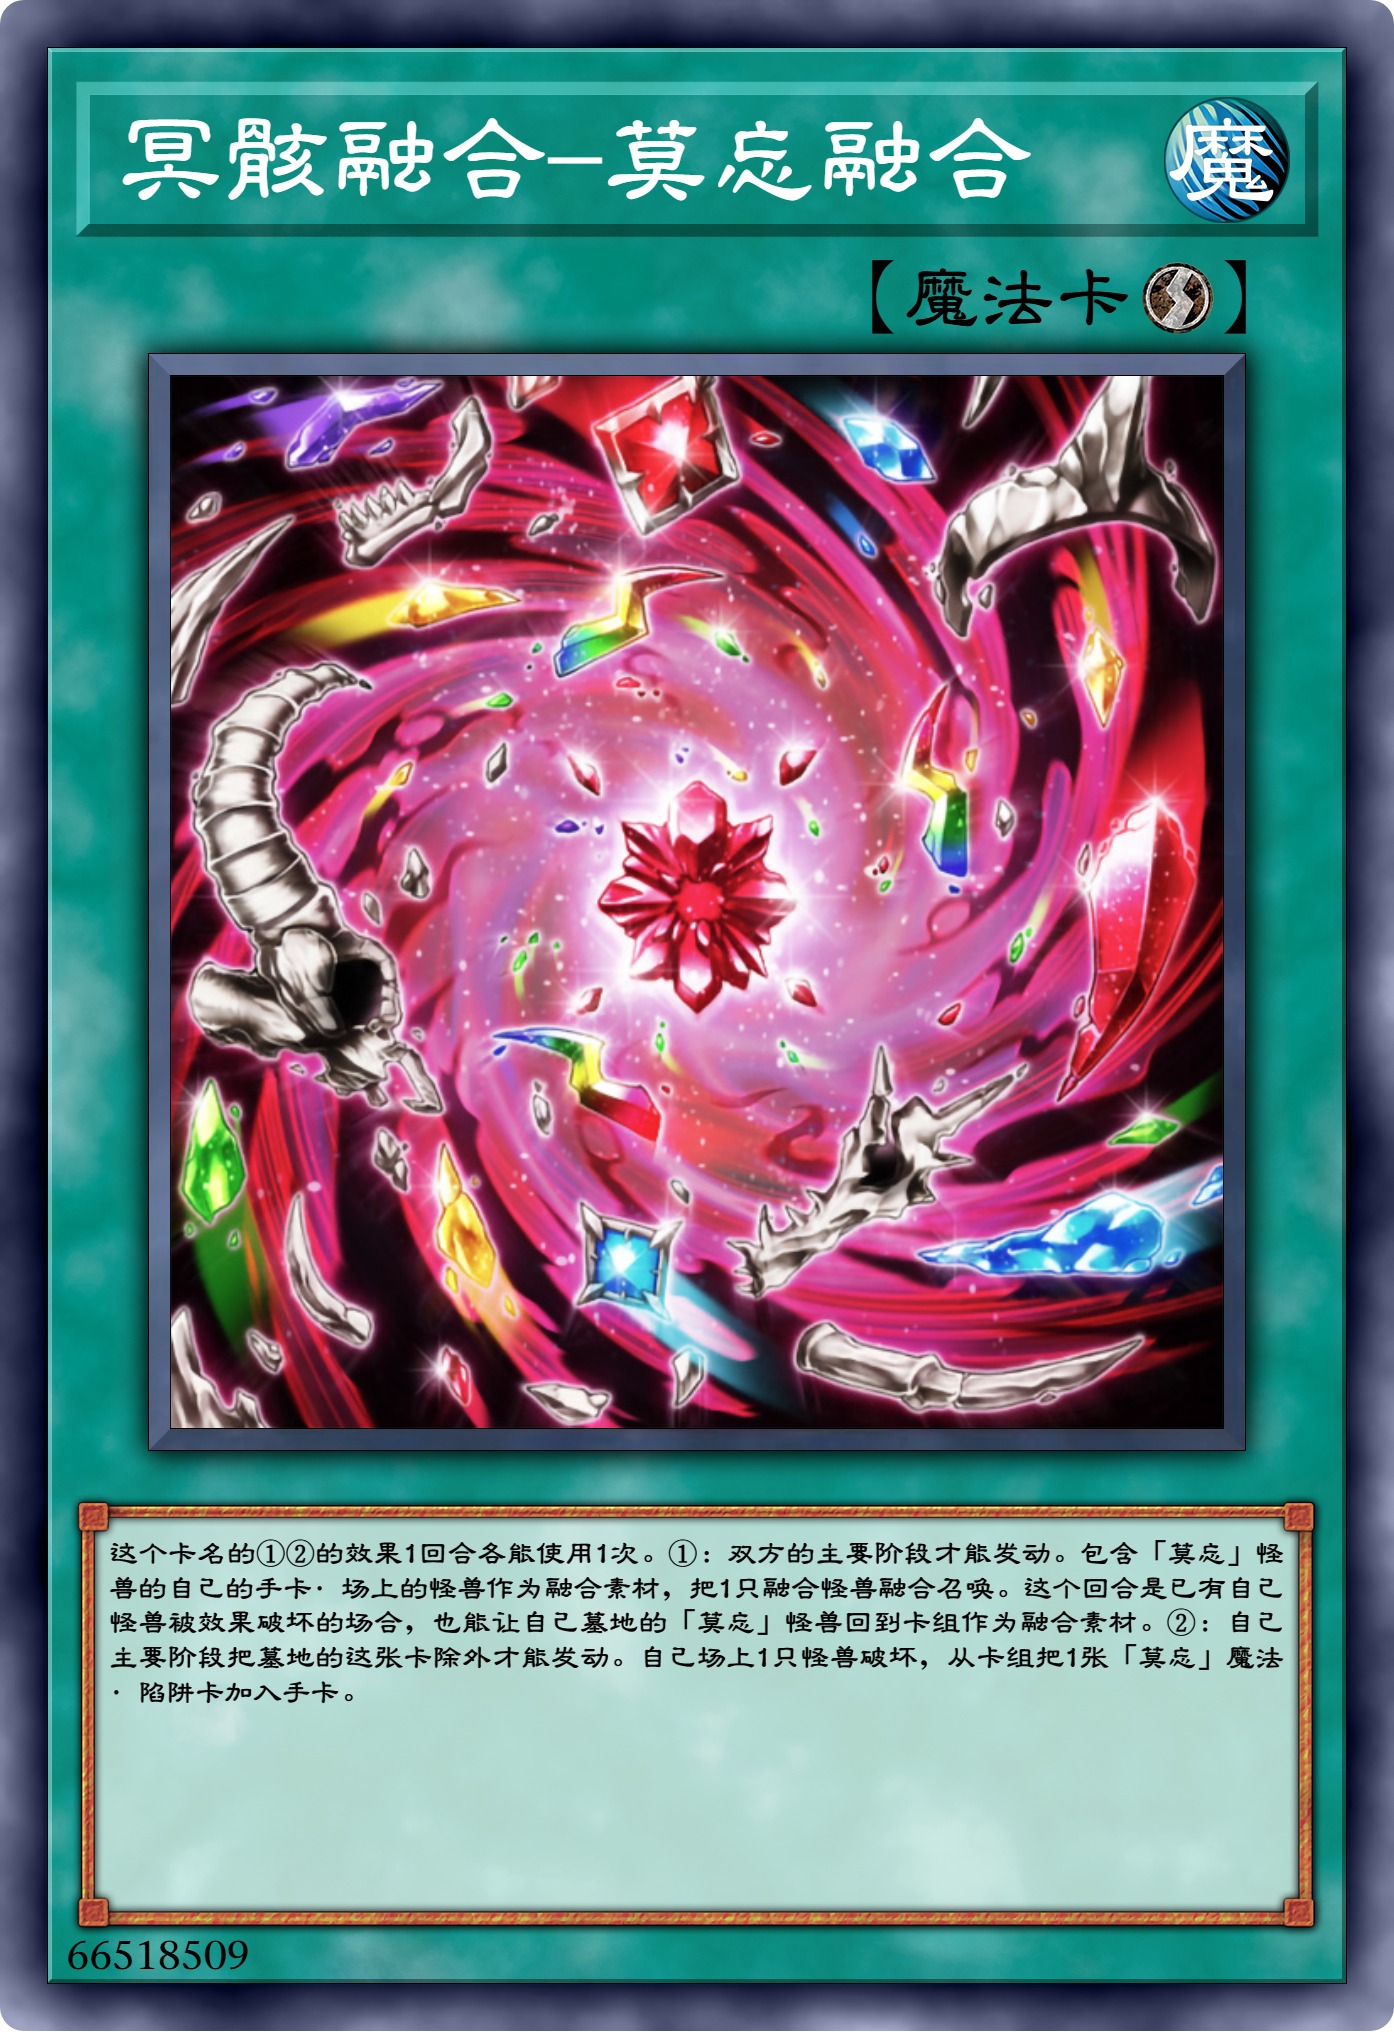 冥骸融合-莫忘融合
魔
【魔法卡】
这个卡名的①②的效果1回合各能使用1次。①：双方的主要阶段才能发动。包含「莫忘」怪
兽的自己的手卡·场上的怪兽作为融合素材，把1只融合怪兽融合召唤。这个回合是已有自己
怪兽被效果破坏的场合，也能让自己墓地的「莫忘」怪兽回到卡组作为融合素材。②：自己
主要阶段把墓地的这张卡除外才能发动。自己场上1只怪兽破坏，从卡组把1张「莫忘」魔法
·陷阱卡加入手卡。
66518509